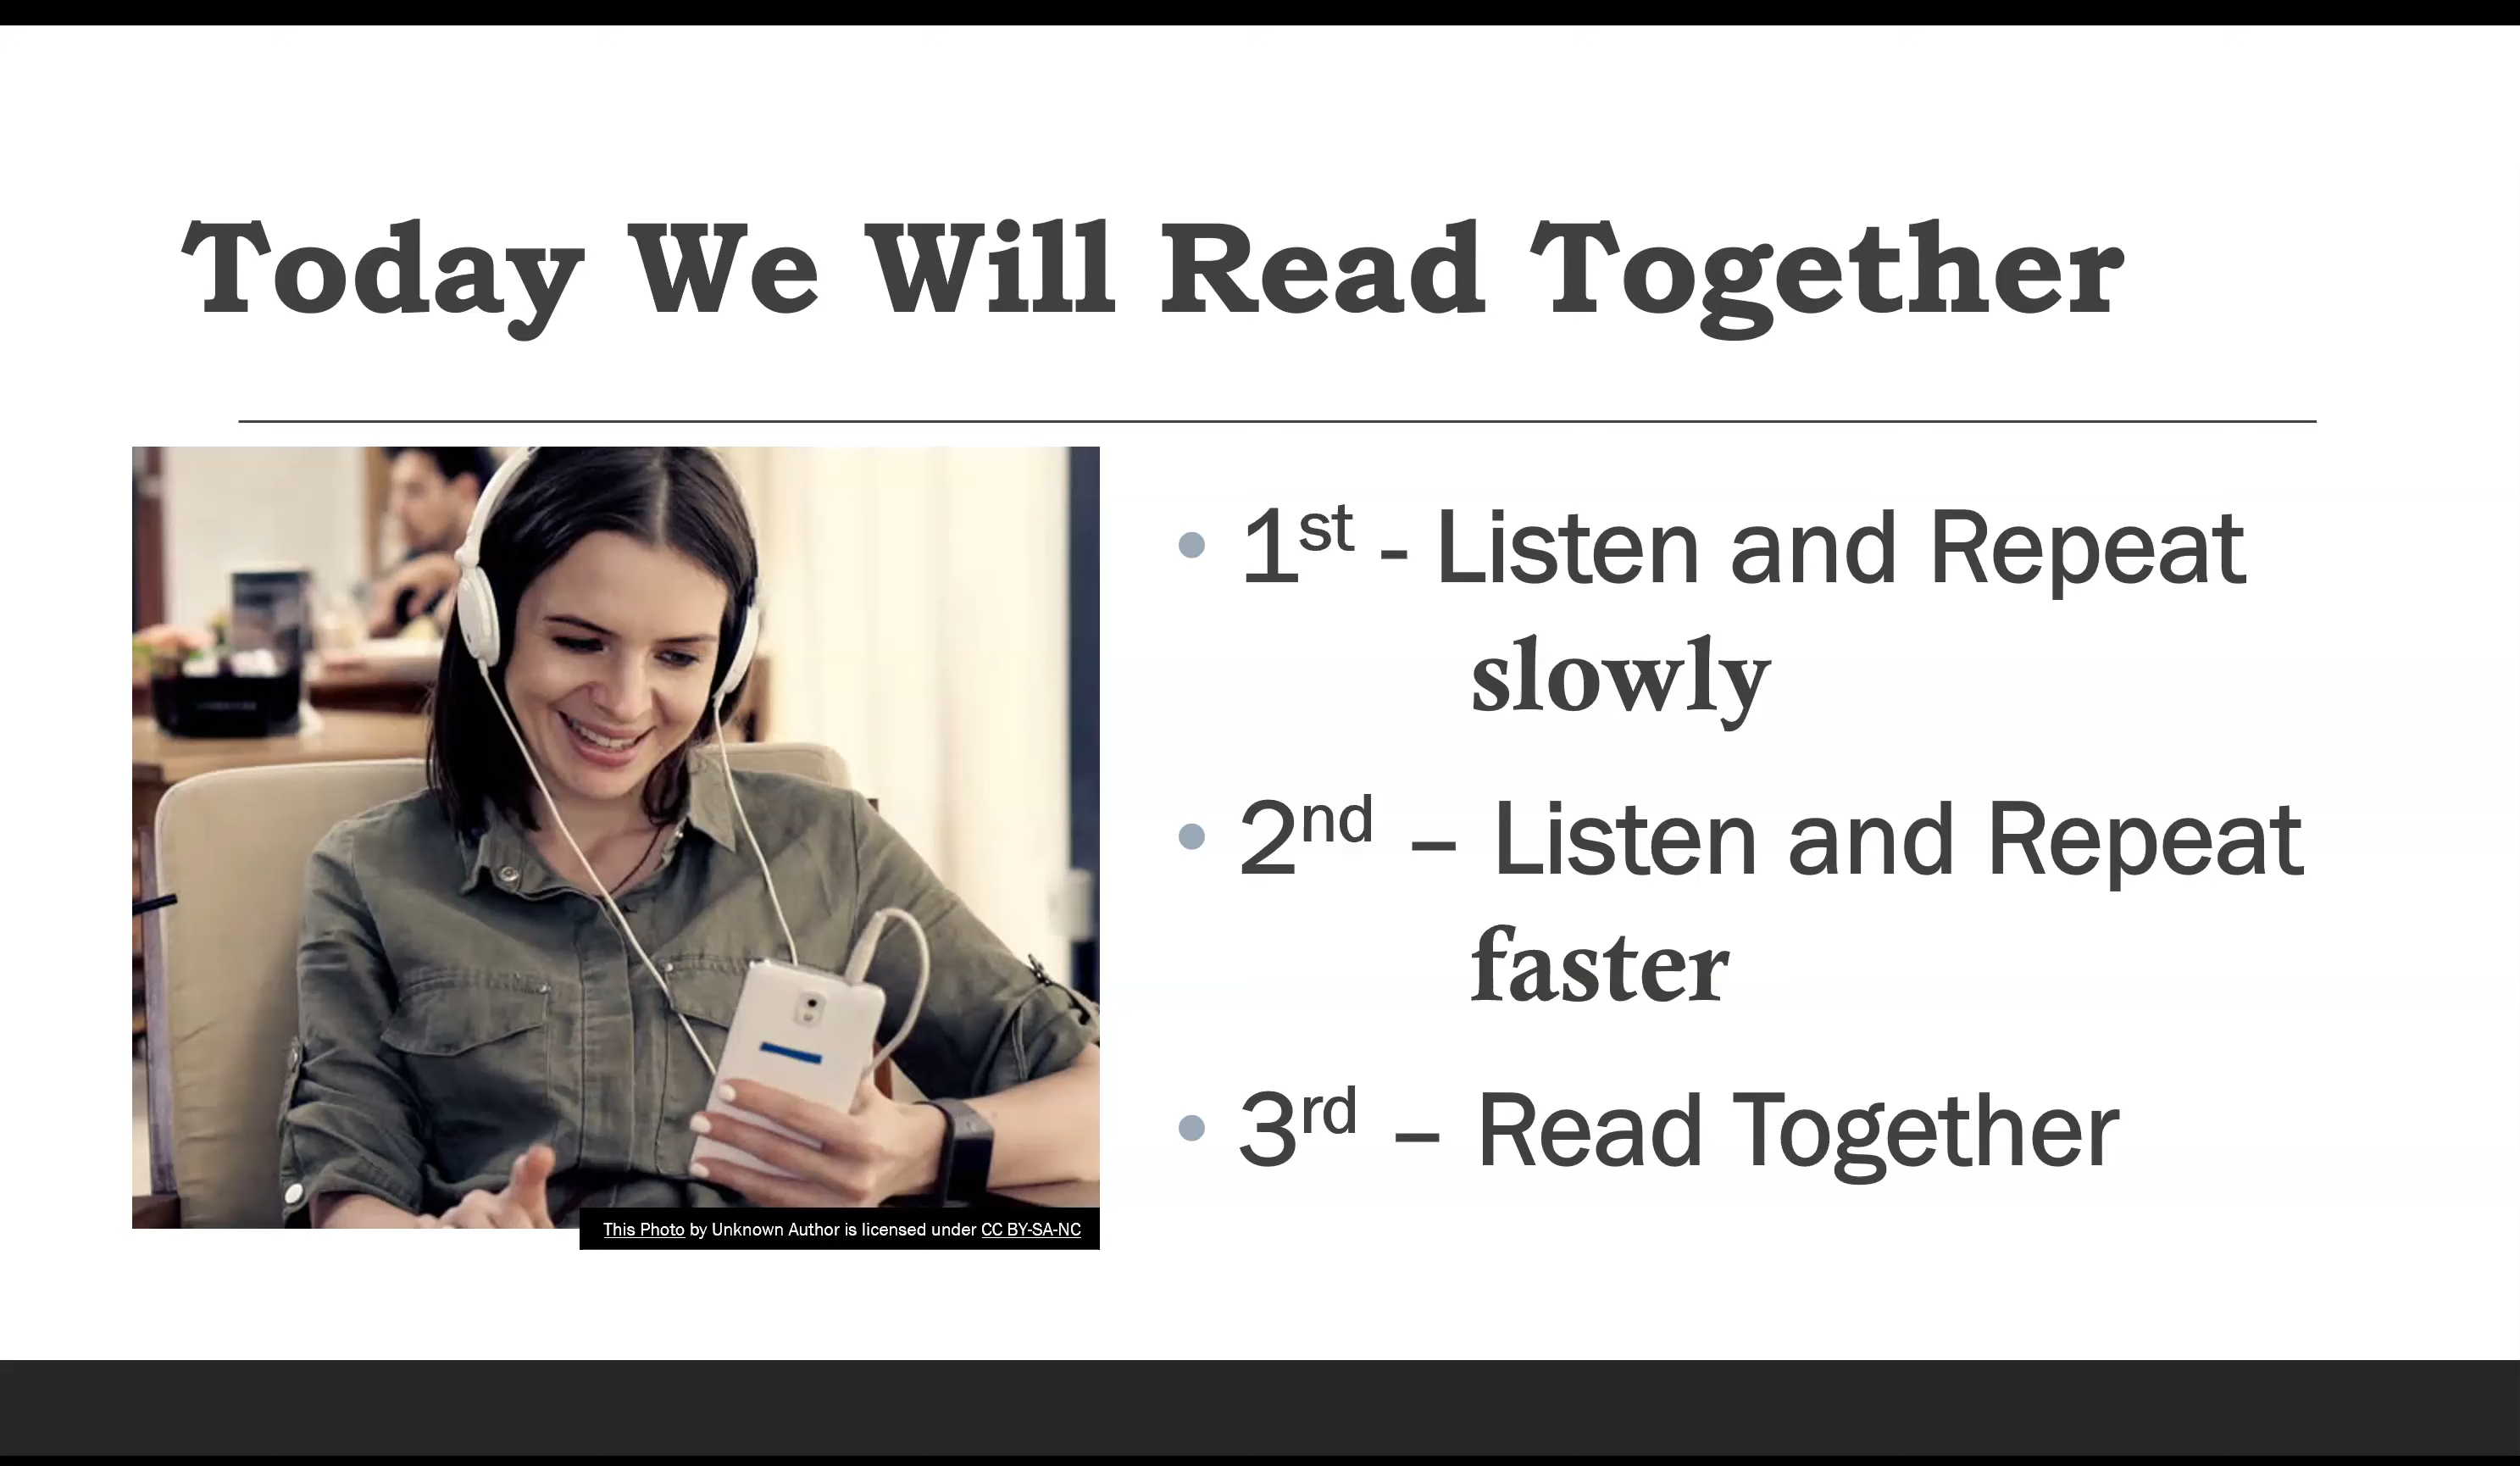 Today We Will Read Together
• 1st - Listen and Repeat
slowly
• 2nd – Listen and Repeat
faster
• 3rd – Read Together
This Photo by Unknown Author is licensed under CC BY-SA-NC